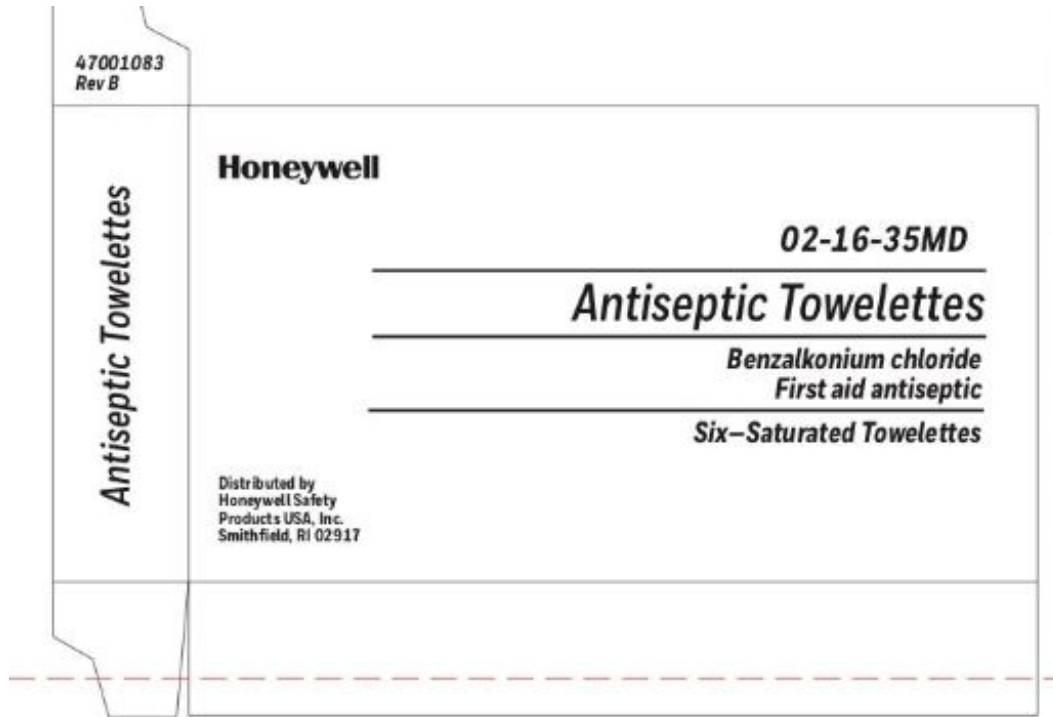 47001083
Rev B
Antiseptic Towelettes
Honeywell
02-16-35MD
Antiseptic Towelettes
Benzalkonium chloride
First aid antiseptic
Six–Saturated Towelettes
Distributed by
Honeywell Safety
Products USA, Inc.
Smithfield, RI 02917